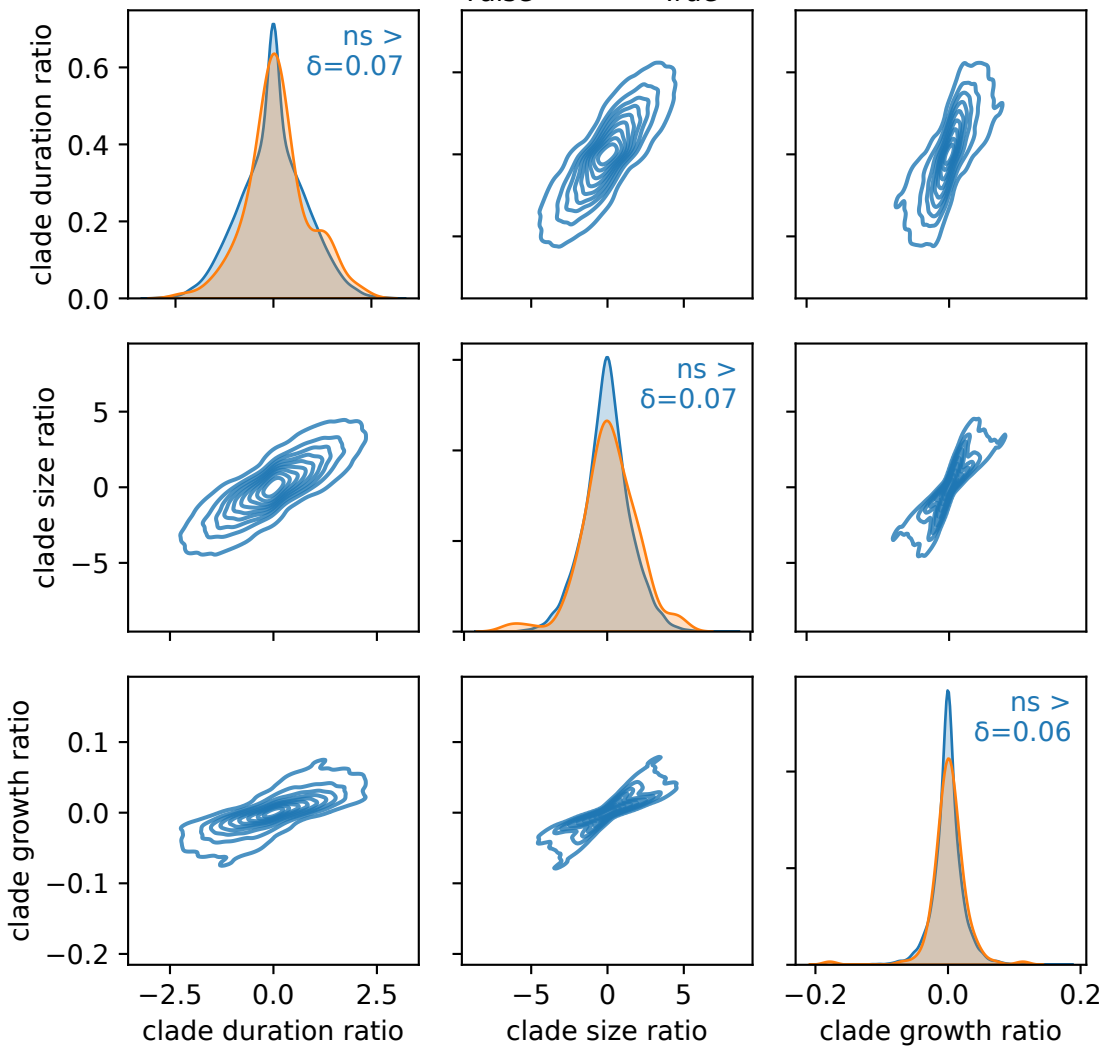 clade duration ratio
0.6
0.4
0.2
0.0
ns >
δ=0.07
clade size ratio
5
0
−5
ns >
δ=0.07
clade growth ratio
0.1
0.0
−0.1
−0.2
ns >
δ=0.06
−2.5 0.0 2.5
−5 0 5
−0.2 0.0 0.2
clade duration ratio
clade size ratio
clade growth ratio